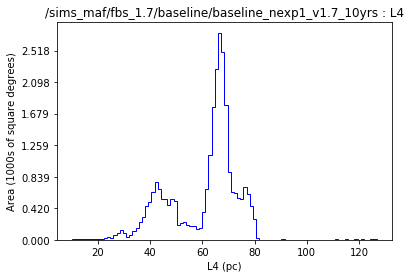 /sims_maf/fbs_1.7/baseline/baseline_nexp1_v1.7_10yrs : L4
Area (1000s of square degrees)
2.518
2.098
1.679
1.259
0.839
0.420
0.000
20 40 60 80 100 120
L4 (pc)